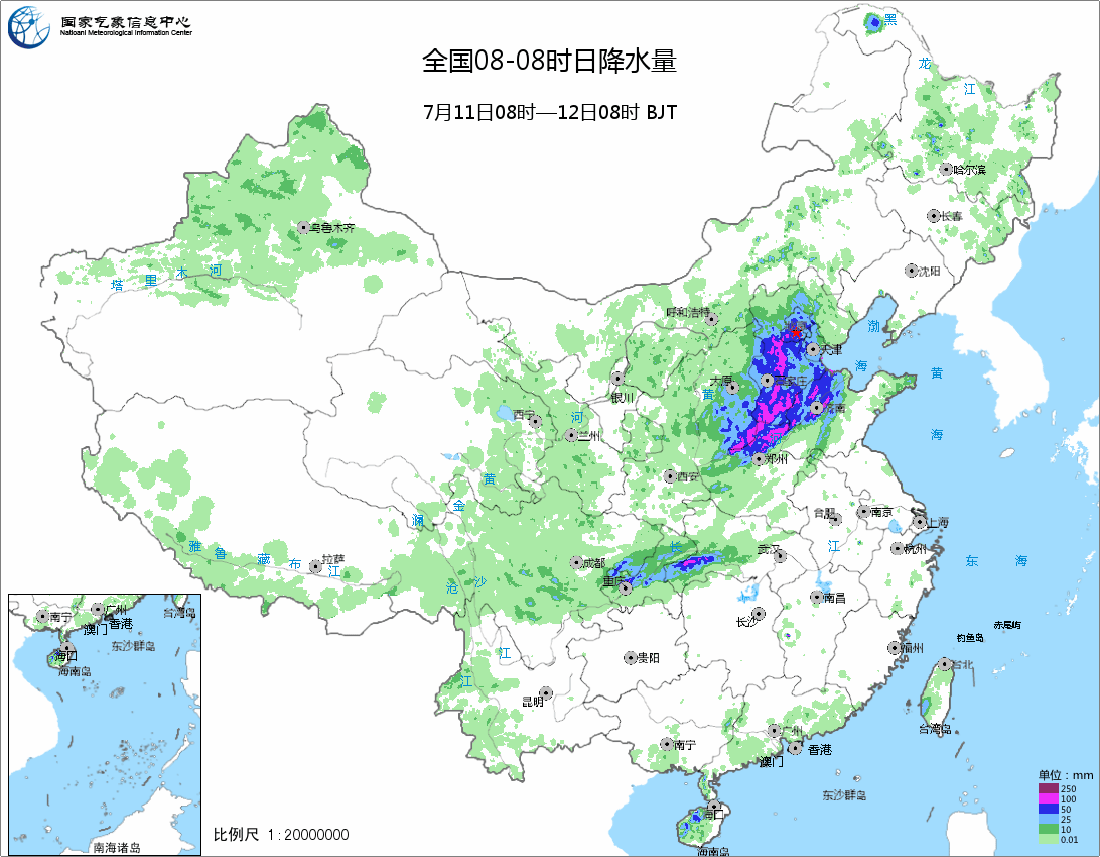 国家气象信息中心
Naitioanl Meteorological Information Center
全国08-08时日降水量
7月11日08时—12日08时 BJT
黑
龙
江
哈尔滨
长春
乌鲁木齐
塔 里 木 河
沈阳
呼和浩特
渤
天津
海
黄
太原
黄
银川
济南
西宁
河
兰州
海
郑州
西安
黄
金
澜
合肥
南京
上海
长
武汉
江
杭州
雅 鲁 藏 布 江
拉萨
成都
东 海
重庆
沧 沙
南昌
长沙
赤尾屿
钓鱼岛
福州
江
贵阳
台北
江
昆明
台湾岛
广州
南宁
香港
澳门
东沙群岛
海口
海南岛
南宁
广州
台湾岛
香港
澳门
东沙群岛
海口
海南岛
南海诸岛
比例尺 1:20000000
单位：mm
250
100
50
25
10
0.01